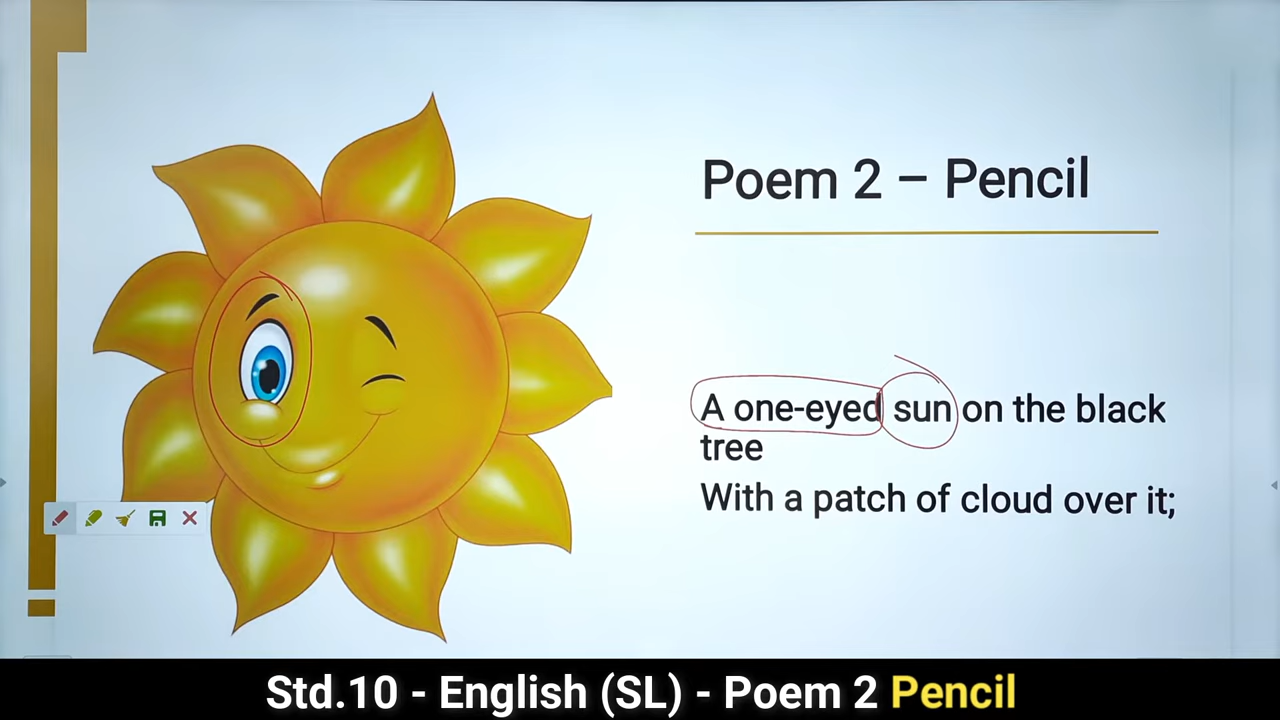 Poem 2 – Pencil
A one-eyed sun on the black
tree
With a patch of cloud over it;
Std.10 - English (SL) - Poem 2 Pencil